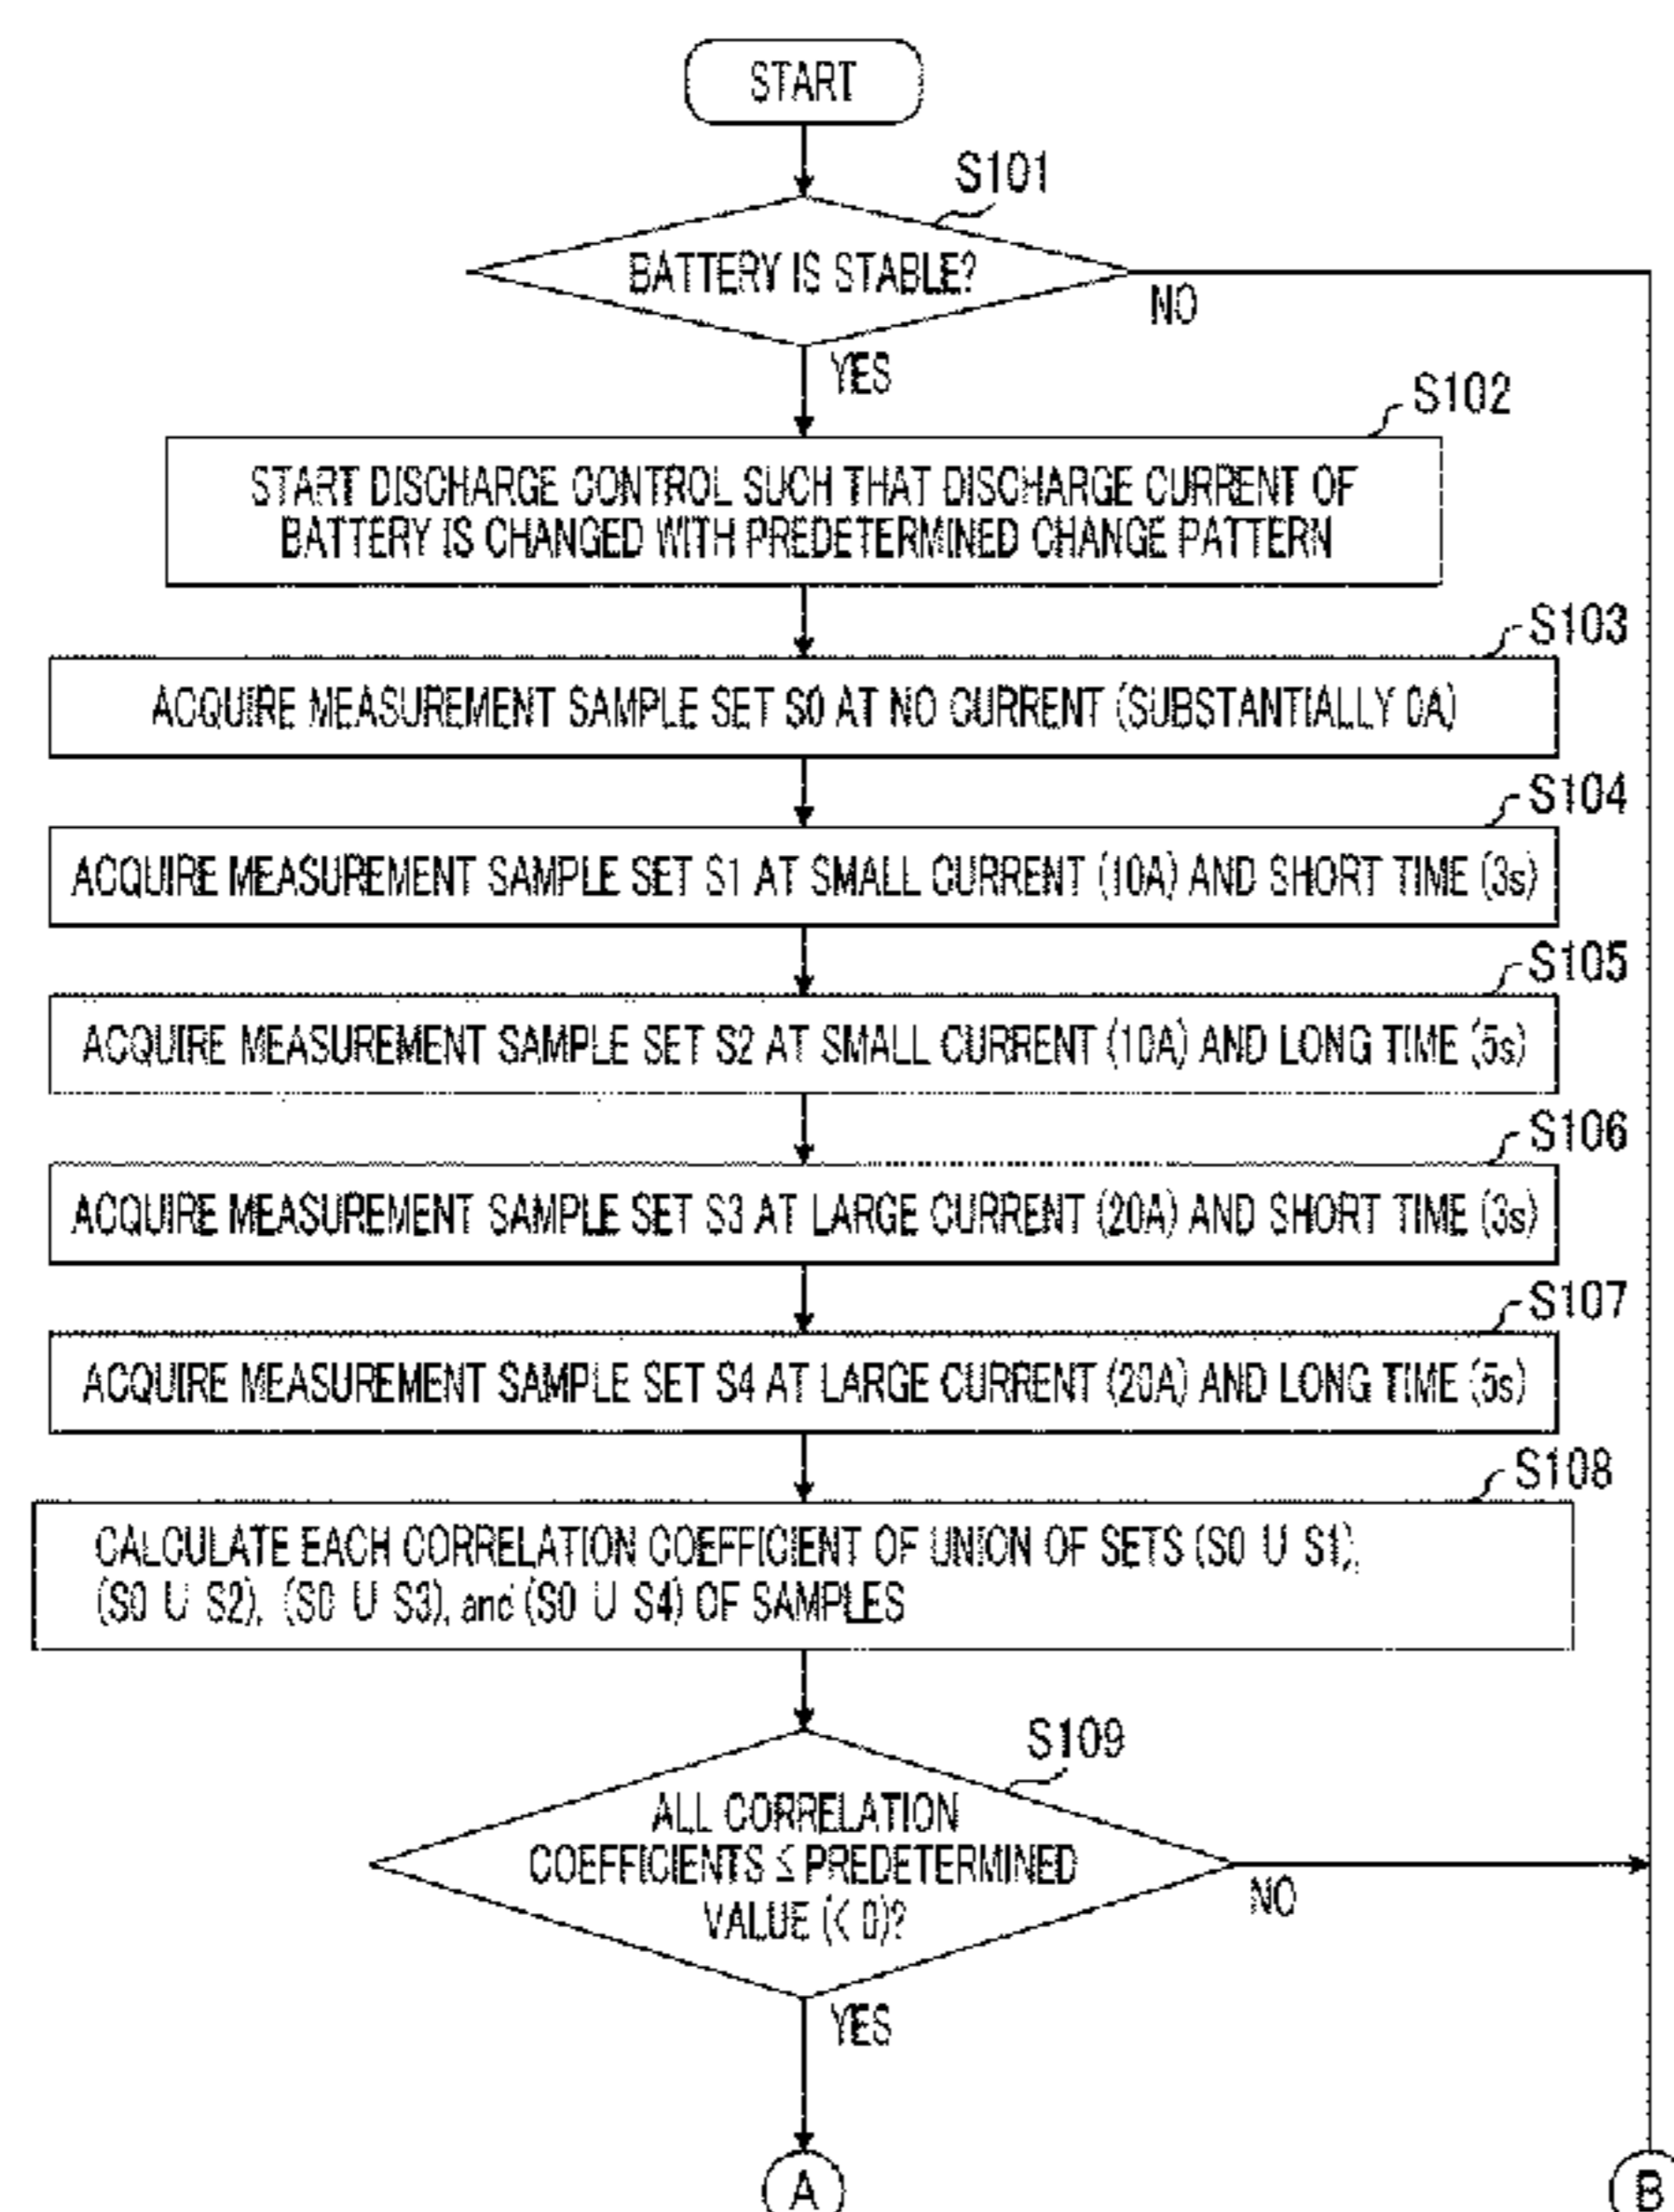 START
S101
BATTERY IS STABLE?
NO
YES
S102
START DISCHARGE CONTROL SUCH THAT DISCHARGE CURRENT OF
BATTERY IS CHANGED WITH PREDETERMINED CHANGE PATTERN
S103
ACQUIRE MEASUREMENT SAMPLE SET S0 AT NO CURRENT (SUBSTANTIALLY 0A)
S104
ACQUIRE MEASUREMENT SAMPLE SET S1 AT SMALL CURRENT (10A) AND SHORT TIME (3s)
S105
ACQUIRE MEASUREMENT SAMPLE SET S2 AT SMALL CURRENT (10A) AND LONG TIME (5s)
S106
ACQUIRE MEASUREMENT SAMPLE SET S3 AT LARGE CURRENT (20A) AND SHORT TIME (3s)
S107
ACQUIRE MEASUREMENT SAMPLE SET S4 AT LARGE CURRENT (20A) AND LONG TIME (5s)
S108
CALCULATE EACH CORRELATION COEFFICIENT OF UNION OF SETS (S0 U S1),
(S0 U S2), (S0 U S3), and (S0 U S4) OF SAMPLES
S109
ALL CORRELATION
COEFFICIENTS ≤ PREDETERMINED
VALUE (< 0)?
NO
YES
A
B